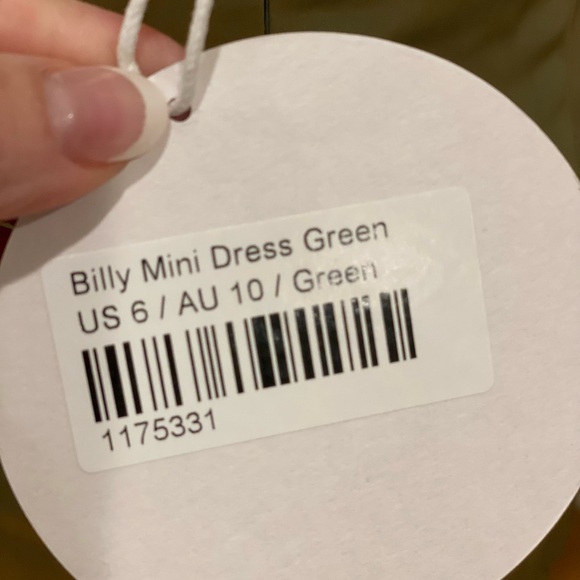 Billy Mini Dress Green
US 6 / AU 10 / Green
1175331